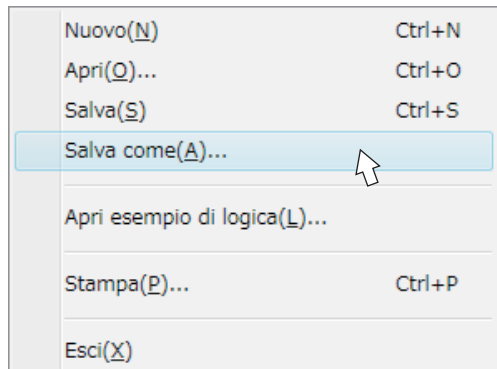 Nuovo(N) Ctrl+N
Apri(O)... Ctrl+O
Salva(S) Ctrl+S
Salva come(A)...
Apri esempio di logica(L)...
Stampa(P)... Ctrl+P
Esci(X)